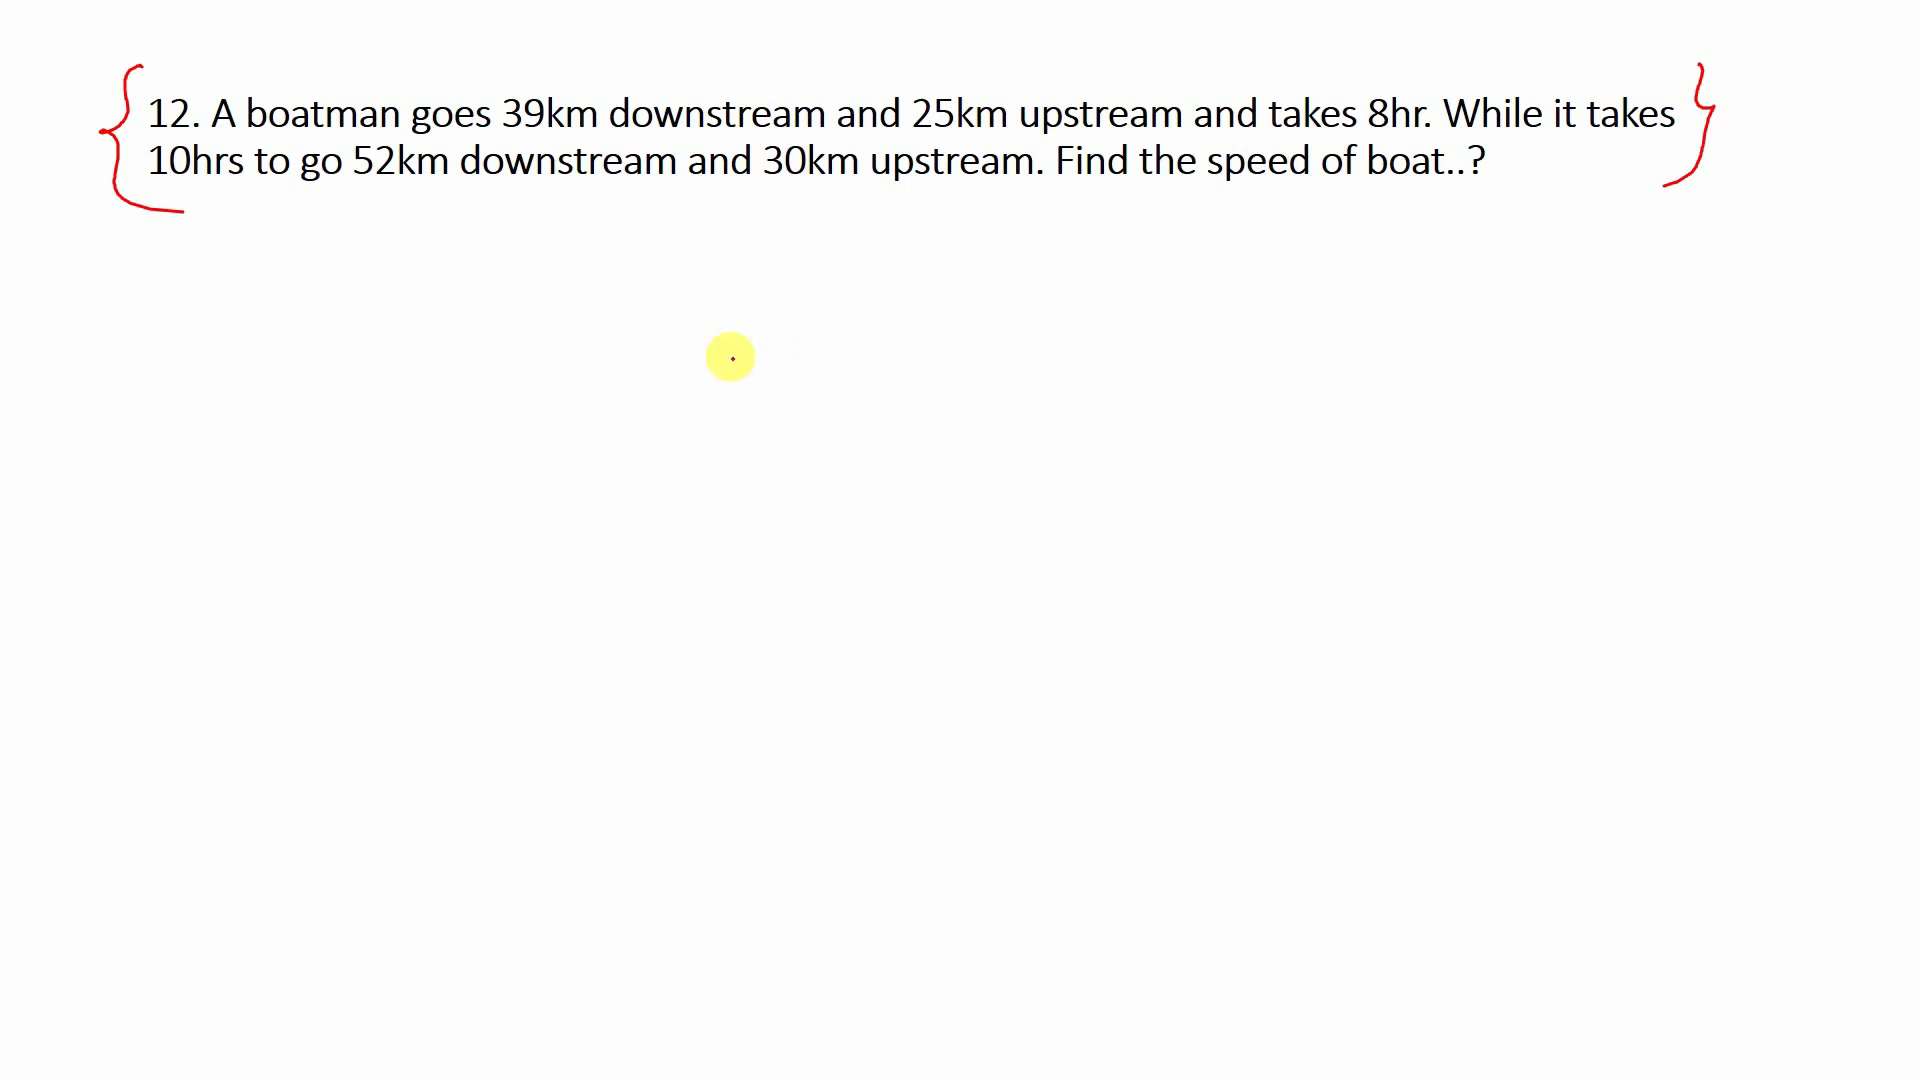 12. A boatman goes 39km downstream and 25km upstream and takes 8hr. While it takes
10hrs to go 52km downstream and 30km upstream. Find the speed of boat..?